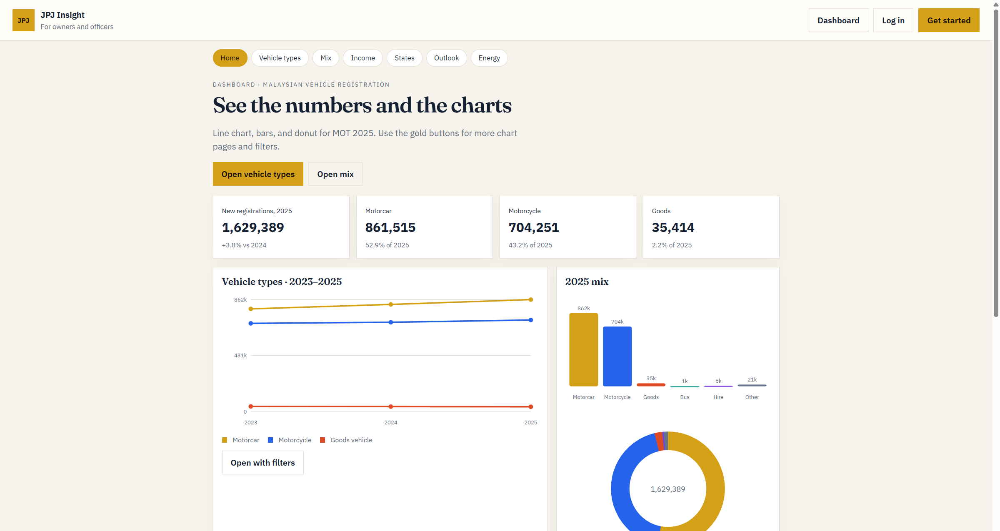 JPJ
JPJ Insight
For owners and officers
Dashboard
Log in
Get started
Home
Vehicle types
Mix
Income
States
Outlook
Energy
DASHBOARD · MALAYSIAN VEHICLE REGISTRATION
See the numbers and the charts
Line chart, bars, and donut for MOT 2025. Use the gold buttons for more chart
pages and filters.
Open vehicle types
Open mix
New registrations, 2025
1,629,389
+3.8% vs 2024
Motorcar
861,515
52.9% of 2025
Motorcycle
704,251
43.2% of 2025
Goods
35,414
2.2% of 2025
Vehicle types · 2023–2025
862k
431k
0
2023
2024
2025
Motorcar
Motorcycle
Goods vehicle
Open with filters
2025 mix
862k
704k
35k
1k
6k
21k
Motorcar
Motorcycle
Goods
Bus
Hire
Other
1,629,389